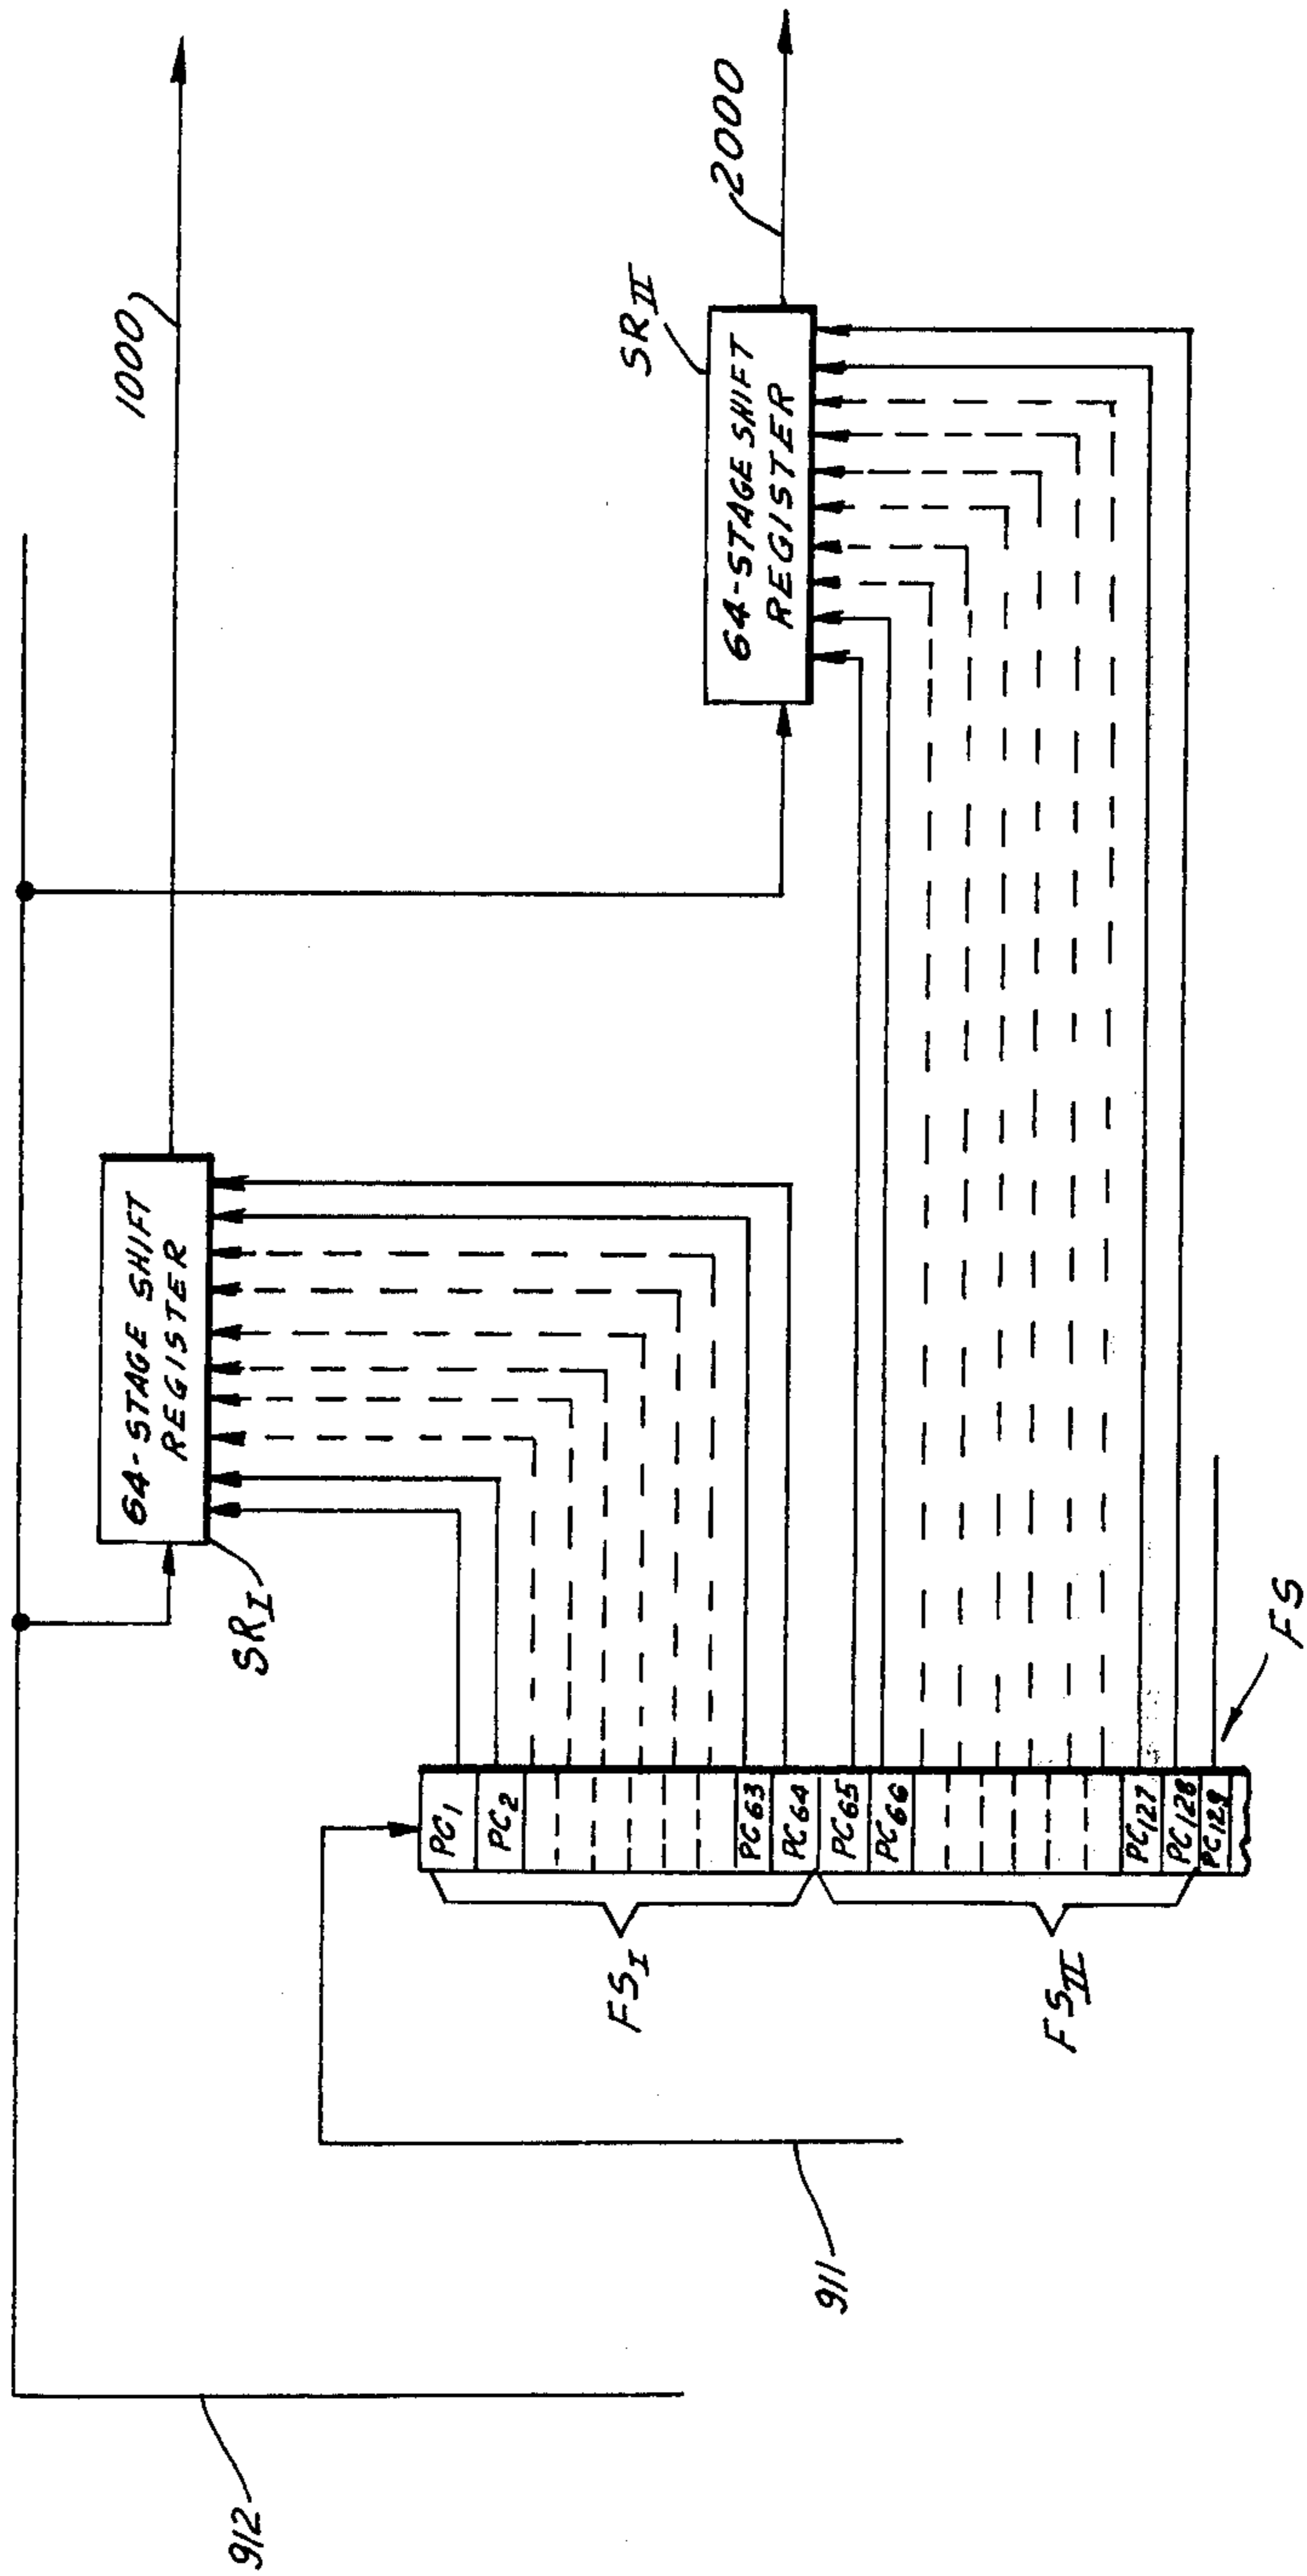 912
911
1000
2000
64-STAGE SHIFT
REGISTER
SR I
64-STAGE SHIFT
REGISTER
SR II
PC1
PC2
PC63
PC64
PC65
PC66
PC127
PC128
PC129
FS I
FS II
FS